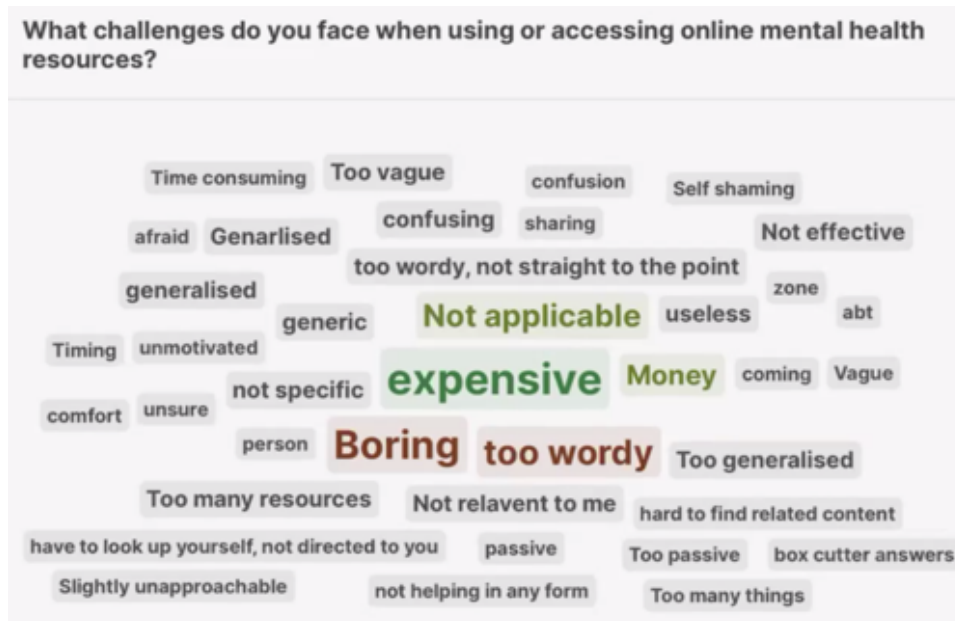 What challenges do you face when using or accessing online mental health
resources?
Time consuming
Too vague
confusion
Self shaming
afraid
Genarlised
confusing
sharing
Not effective
too wordy, not straight to the point
generalised
zone
generic
Not applicable
useless
abt
Timing
unmotivated
not specific
expensive
Money
coming
Vague
comfort
unsure
person
Boring
too wordy
Too generalised
Too many resources
Not relavent to me
hard to find related content
have to look up yourself, not directed to you
passive
Too passive
box cutter answers
Slightly unapproachable
not helping in any form
Too many things